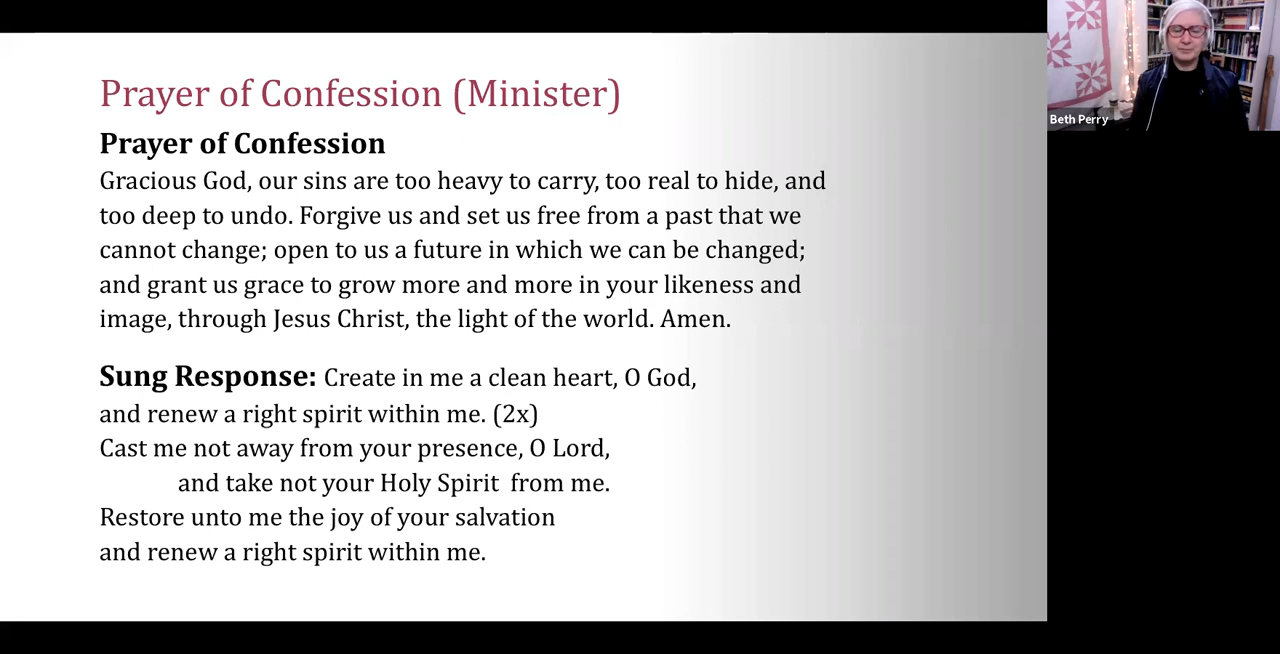 Prayer of Confession (Minister)
Prayer of Confession
Gracious God, our sins are too heavy to carry, too real to hide, and
too deep to undo. Forgive us and set us free from a past that we
cannot change; open to us a future in which we can be changed;
and grant us grace to grow more and more in your likeness and
image, through Jesus Christ, the light of the world. Amen.
Sung Response: Create in me a clean heart, O God,
and renew a right spirit within me. (2x)
Cast me not away from your presence, O Lord,
and take not your Holy Spirit  from me.
Restore unto me the joy of your salvation
and renew a right spirit within me.
Beth Perry